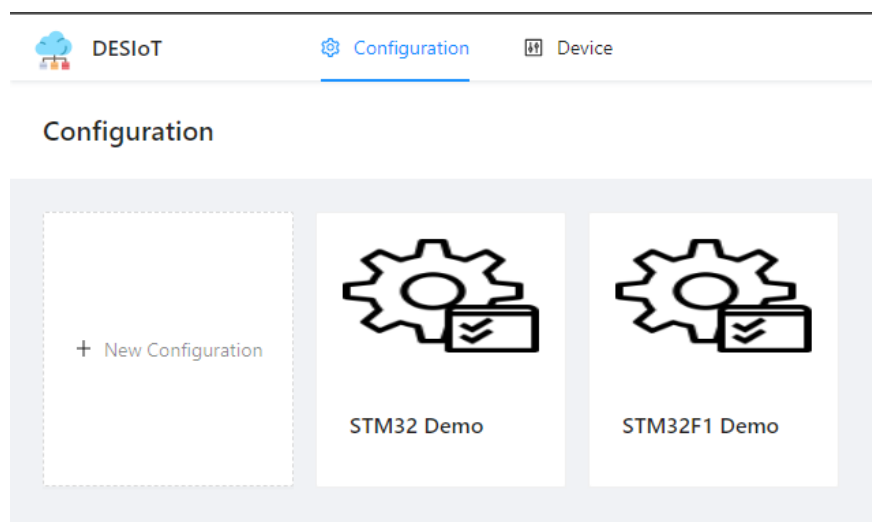 DESIoT
Configuration
Device
Configuration
+ New Configuration
STM32 Demo
STM32F1 Demo